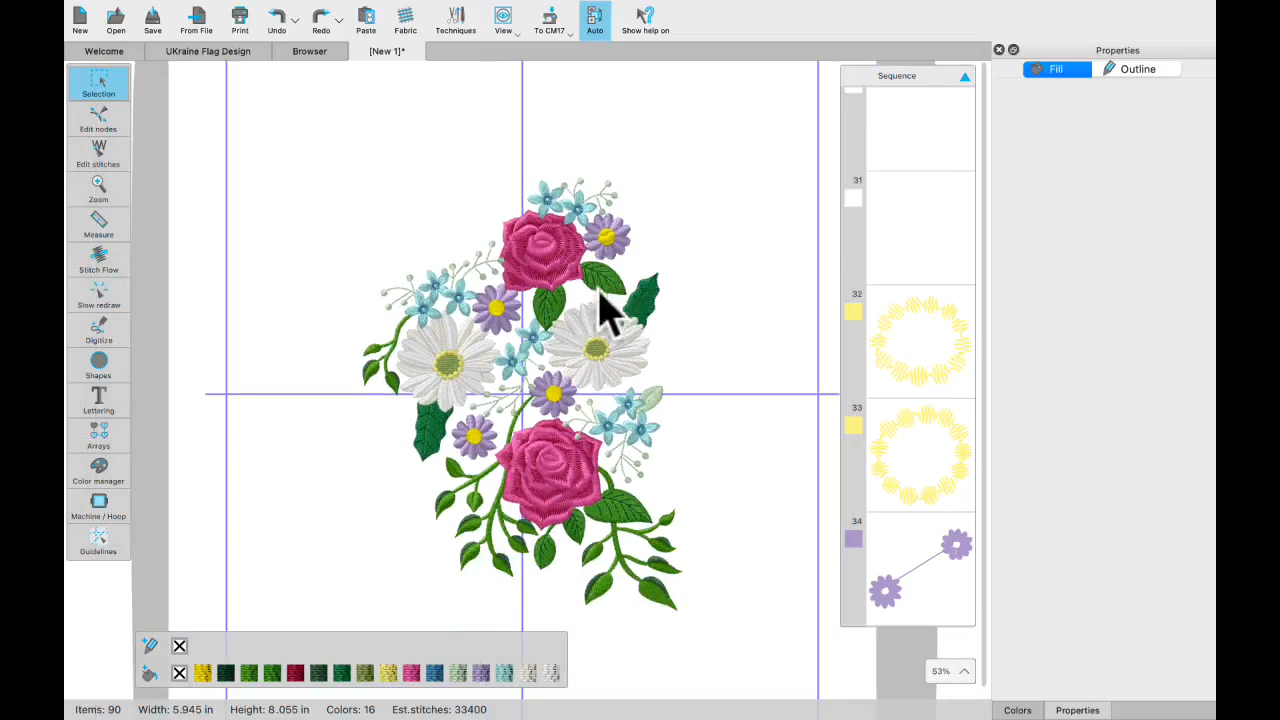 New Open Save From File Print Undo Redo Paste Fabric Techniques View To CM17 Auto Show help on
Welcome UKraine Flag Design Browser [New 1]*
Properties
Fill Outline
Selection
Edit nodes
Edit stitches
Zoom
Measure
Stitch Flow
Slow redraw
Digitize
Shapes
Lettering
Arrays
Color manager
Machine / Hoop
Guidelines
Sequence
31
32
33
34
53%
Items: 90 Width: 5.945 in Height: 8.055 in Colors: 16 Est.stitches: 33400
Colors Properties